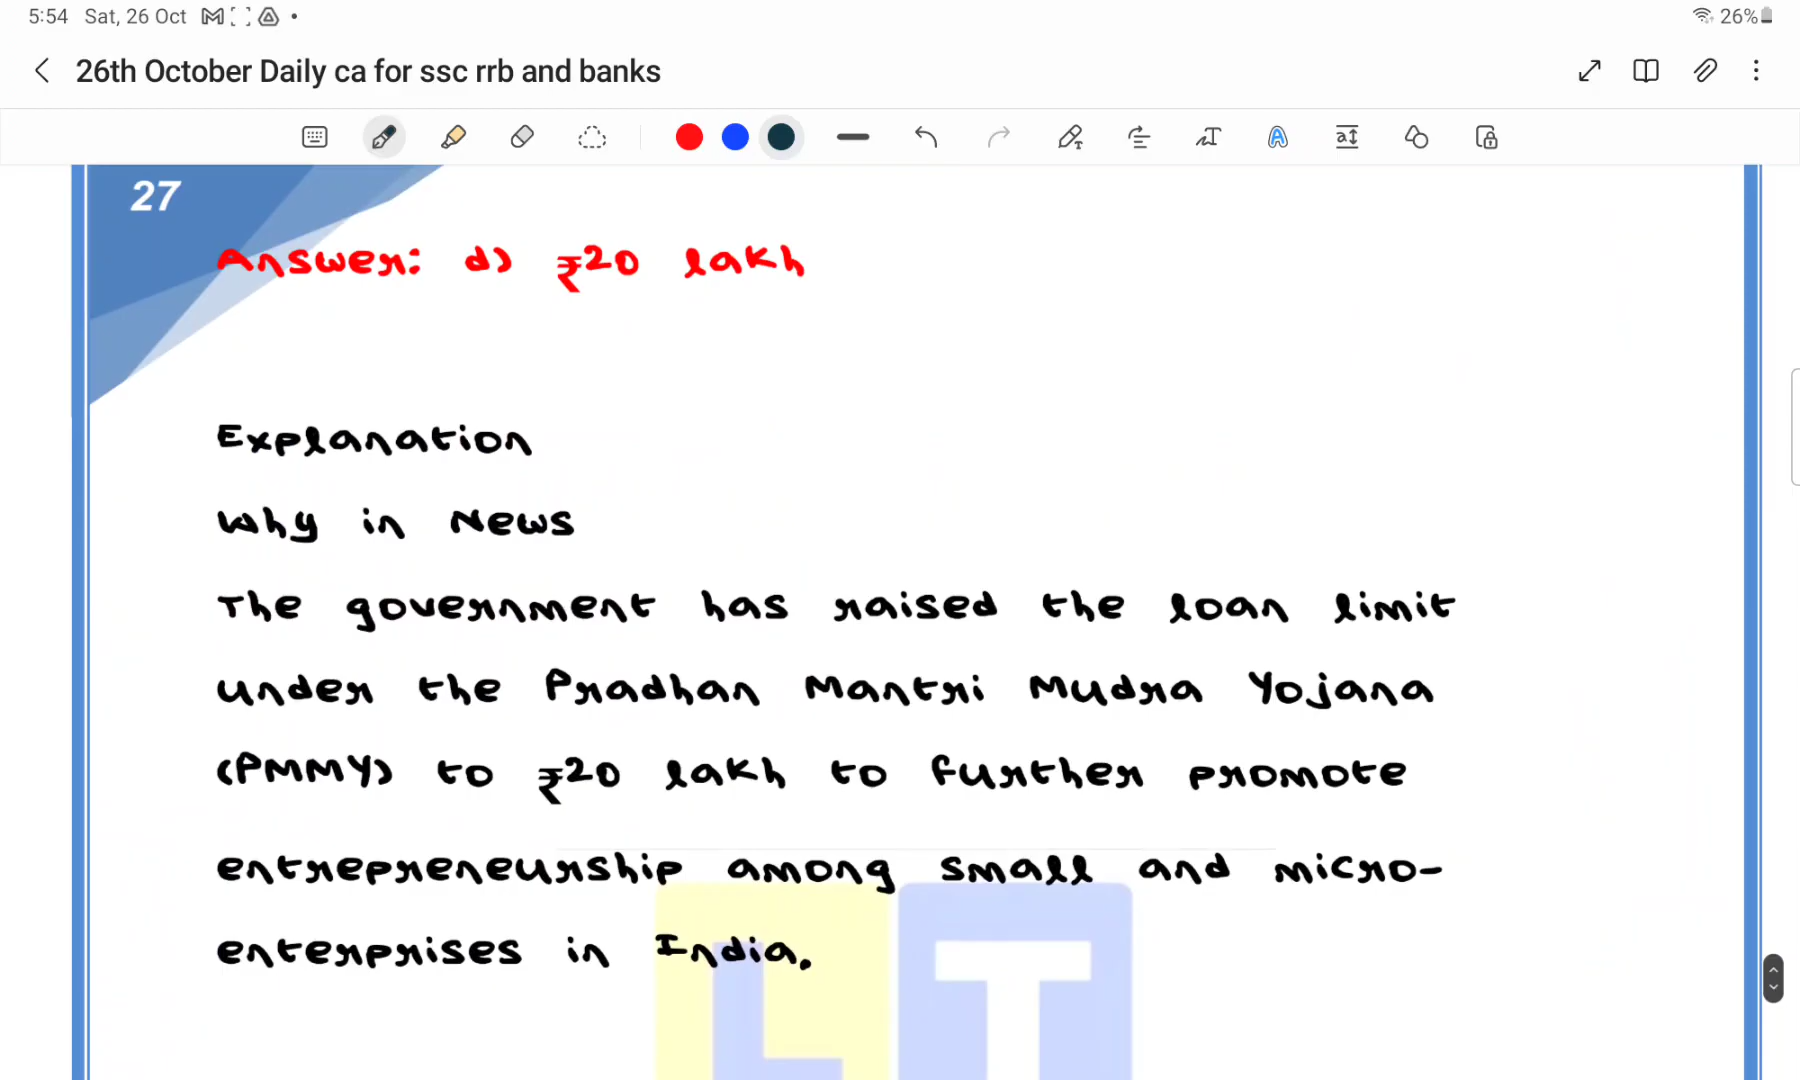 5:54 Sat, 26 Oct
26%
26th October Daily ca for ssc rrb and banks
27
Answer: d) ₹20 lakh
Explanation
Why in News
The government has raised the loan limit
under the Pradhan Mantri Mudra Yojana
(PMMY) to ₹20 lakh to further promote
entrepreneurship among small and micro-
enterprises in India.
LT